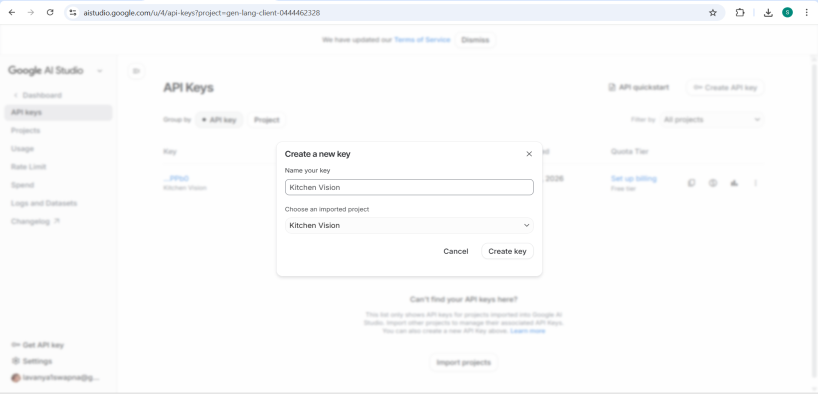 aistudio.google.com/u/4/api-keys?project=gen-lang-client-0444462328
S
We have updated our Terms of Service Dismiss
Google AI Studio
Dashboard
API keys
Projects
Usage
Rate Limit
Spend
Logs and Datasets
Changelog
Get API key
Settings
API Keys
API quickstart
Create API key
Group by
API key
Project
Filter by
All projects
Key
Quota Tier
Kitchen Vision
2026
Set up billing
Free tier
Create a new key
Name your key
Kitchen Vision
Choose an imported project
Kitchen Vision
Cancel
Create key
Can't find your API keys here?
This list only shows API keys for projects imported into Google AI
Studio. Import other projects to manage their associated API Keys.
You can also create a new API Key above. Learn more
Import projects